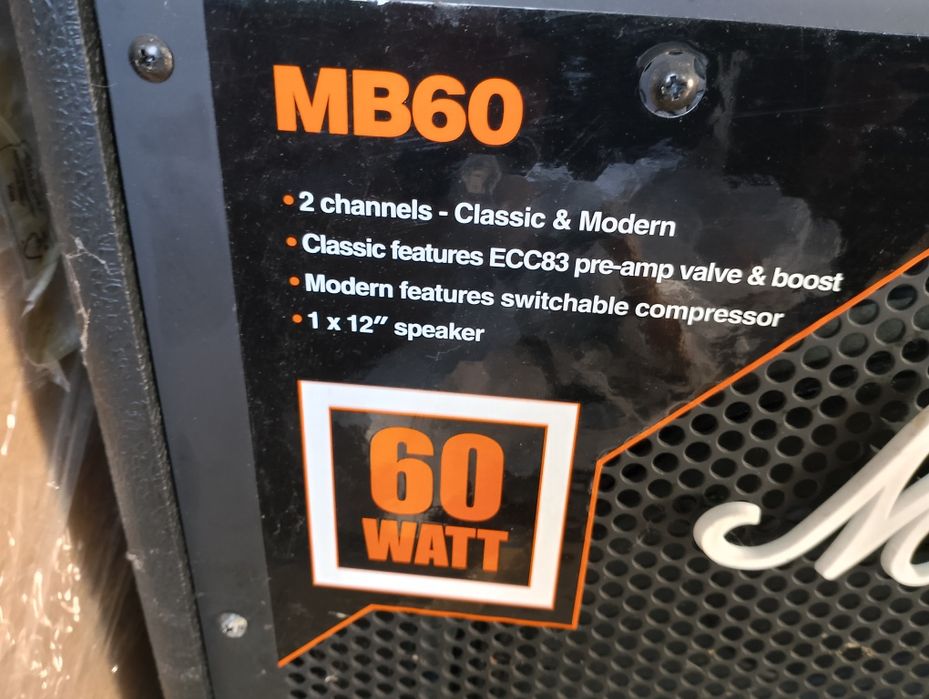 MB60
• 2 channels - Classic & Modern
• Classic features ECC83 pre-amp valve & boost
• Modern features switchable compressor
• 1 x 12″ speaker
60
WATT
M